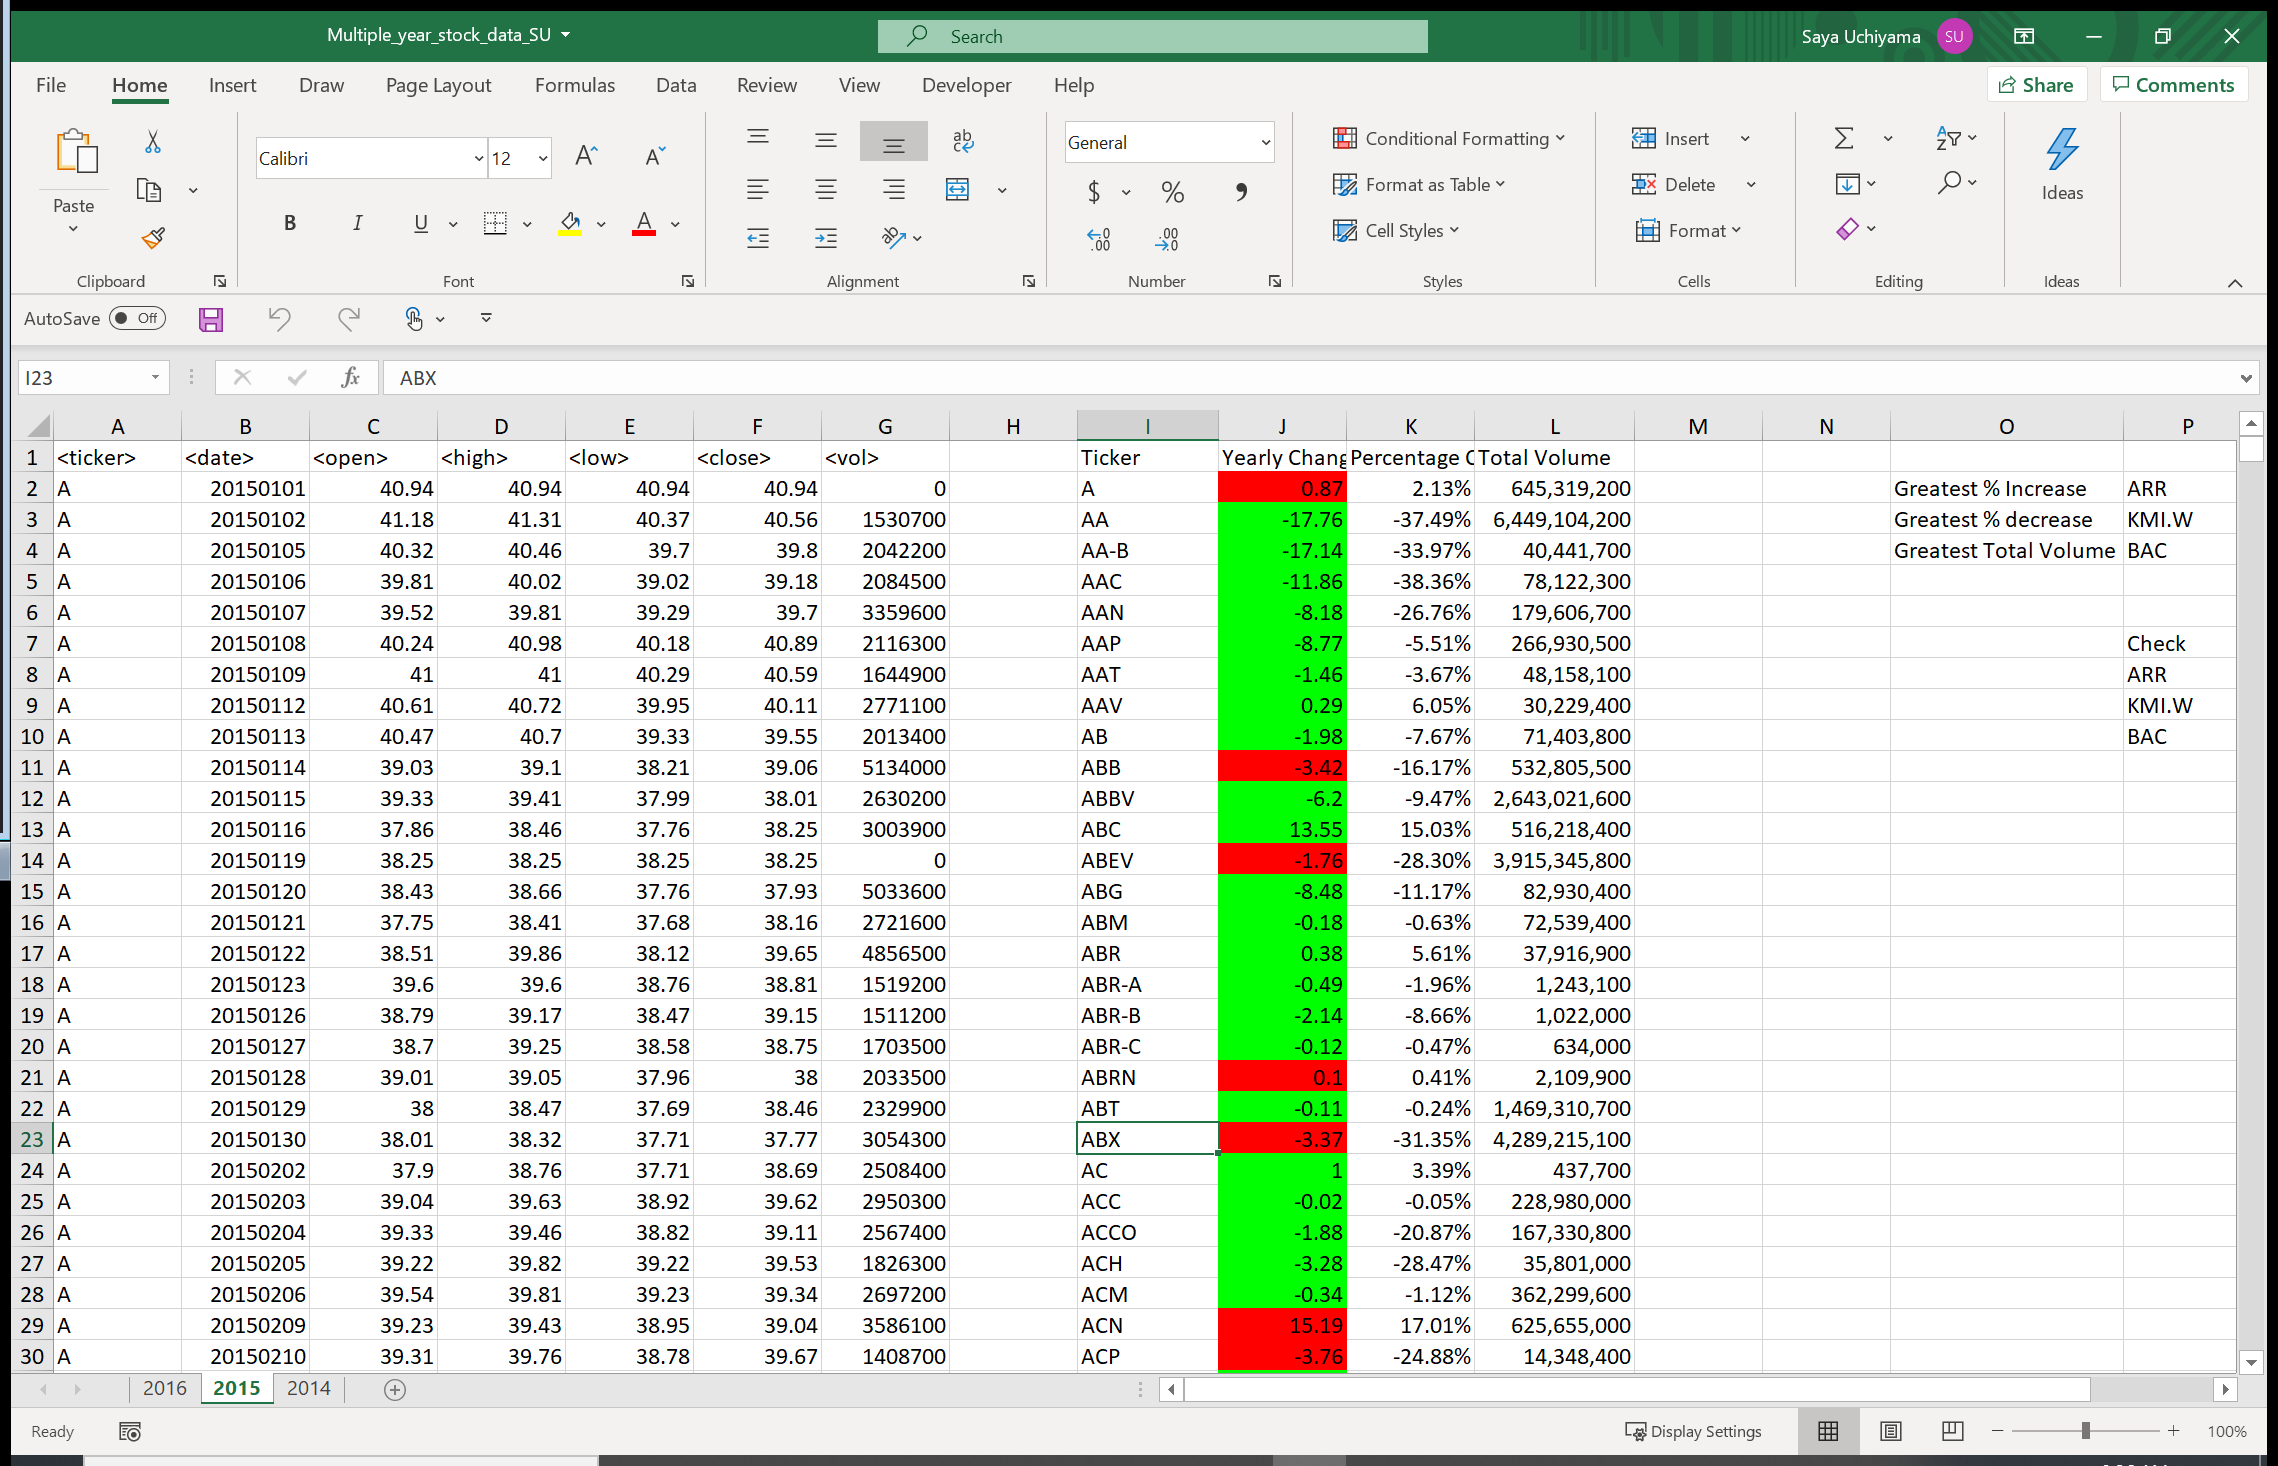 Multiple_year_stock_data_SU
Search
Saya Uchiyama SU
File Home Insert Draw Page Layout Formulas Data Review View Developer Help Share Comments
Paste
Calibri 12
General
Conditional Formatting
Format as Table
Cell Styles
Insert
Delete
Format
Ideas
Clipboard Font Alignment Number Styles Cells Editing Ideas
AutoSave Off
I23 fx ABX
A B C D E F G H I J K L M N O P
1 <ticker> <date> <open> <high> <low> <close> <vol> Ticker Yearly Chang Percentage C Total Volume
2 A 20150101 40.94 40.94 40.94 40.94 0 A 0.87 2.13% 645,319,200 Greatest % Increase ARR
3 A 20150102 41.18 41.31 40.37 40.56 1530700 AA -17.76 -37.49% 6,449,104,200 Greatest % decrease KMI.W
4 A 20150105 40.32 40.46 39.7 39.8 2042200 AA-B -17.14 -33.97% 40,441,700 Greatest Total Volume BAC
5 A 20150106 39.81 40.02 39.02 39.18 2084500 AAC -11.86 -38.36% 78,122,300
6 A 20150107 39.52 39.81 39.29 39.7 3359600 AAN -8.18 -26.76% 179,606,700
7 A 20150108 40.24 40.98 40.18 40.89 2116300 AAP -8.77 -5.51% 266,930,500 Check
8 A 20150109 41 41 40.29 40.59 1644900 AAT -1.46 -3.67% 48,158,100 ARR
9 A 20150112 40.61 40.72 39.95 40.11 2771100 AAV 0.29 6.05% 30,229,400 KMI.W
10 A 20150113 40.47 40.7 39.33 39.55 2013400 AB -1.98 -7.67% 71,403,800 BAC
11 A 20150114 39.03 39.1 38.21 39.06 5134000 ABB -3.42 -16.17% 532,805,500
12 A 20150115 39.33 39.41 37.99 38.01 2630200 ABBV -6.2 -9.47% 2,643,021,600
13 A 20150116 37.86 38.46 37.76 38.25 3003900 ABC 13.55 15.03% 516,218,400
14 A 20150119 38.25 38.25 38.25 38.25 0 ABEV -1.76 -28.30% 3,915,345,800
15 A 20150120 38.43 38.66 37.76 37.93 5033600 ABG -8.48 -11.17% 82,930,400
16 A 20150121 37.75 38.41 37.68 38.16 2721600 ABM -0.18 -0.63% 72,539,400
17 A 20150122 38.51 39.86 38.12 39.65 4856500 ABR 0.38 5.61% 37,916,900
18 A 20150123 39.6 39.6 38.76 38.81 1519200 ABR-A -0.49 -1.96% 1,243,100
19 A 20150126 38.79 39.17 38.47 39.15 1511200 ABR-B -2.14 -8.66% 1,022,000
20 A 20150127 38.7 39.25 38.58 38.75 1703500 ABR-C -0.12 -0.47% 634,000
21 A 20150128 39.01 39.05 37.96 38 2033500 ABRN 0.1 0.41% 2,109,900
22 A 20150129 38 38.47 37.69 38.46 2329900 ABT -0.11 -0.24% 1,469,310,700
23 A 20150130 38.01 38.32 37.71 37.77 3054300 ABX -3.37 -31.35% 4,289,215,100
24 A 20150202 37.9 38.76 37.71 38.69 2508400 AC 1 3.39% 437,700
25 A 20150203 39.04 39.63 38.92 39.62 2950300 ACC -0.02 -0.05% 228,980,000
26 A 20150204 39.33 39.46 38.82 39.11 2567400 ACCO -1.88 -20.87% 167,330,800
27 A 20150205 39.22 39.82 39.22 39.53 1826300 ACH -3.28 -28.47% 35,801,000
28 A 20150206 39.54 39.81 39.23 39.34 2697200 ACM -0.34 -1.12% 362,299,600
29 A 20150209 39.23 39.43 38.95 39.04 3586100 ACN 15.19 17.01% 625,655,000
30 A 20150210 39.31 39.76 38.78 39.67 1408700 ACP -3.76 -24.88% 14,348,400
2016 2015 2014
Ready Display Settings 100%